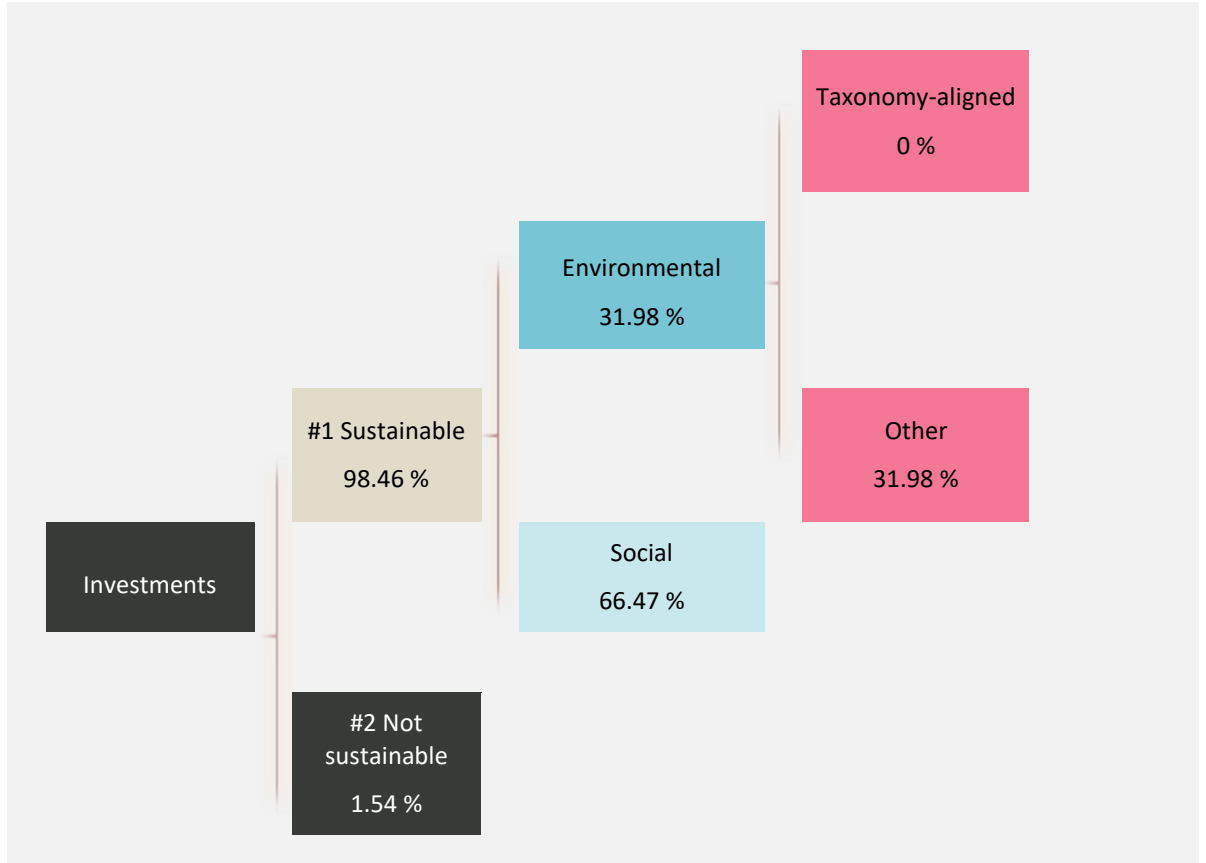 Taxonomy-aligned
0 %
Environmental
31.98 %
#1 Sustainable
98.46 %
Other
31.98 %
Investments
Social
66.47 %
#2 Not
sustainable
1.54 %